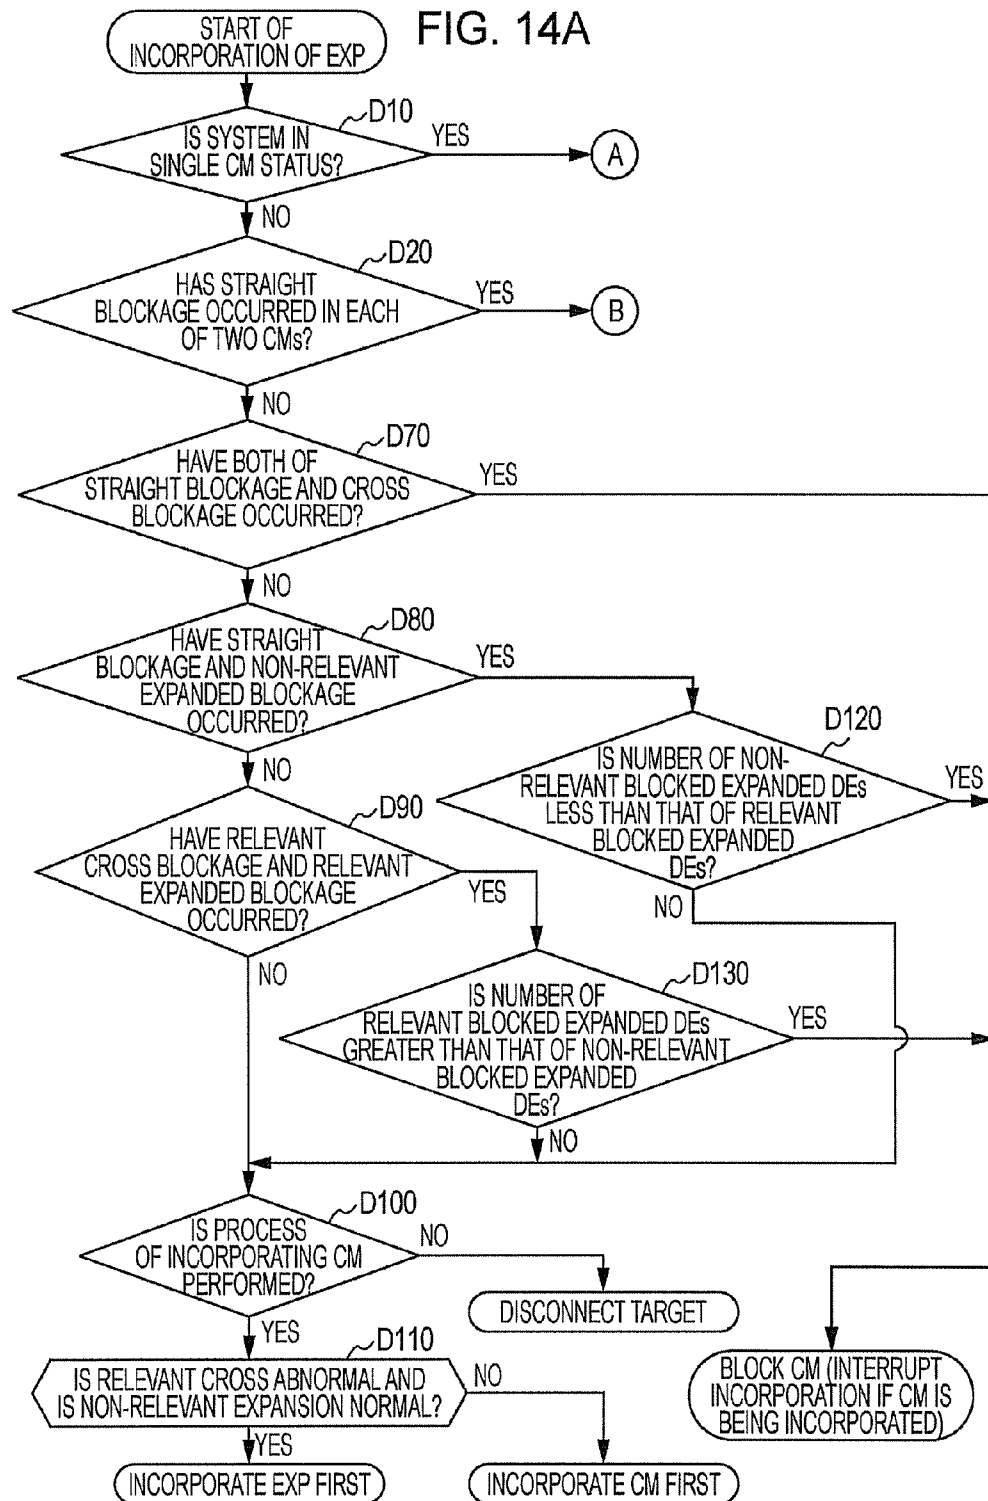 FIG. 14A
START OF
INCORPORATION OF EXP
D10
IS SYSTEM IN
SINGLE CM STATUS?
YES
A
NO
D20
HAS STRAIGHT
BLOCKAGE OCCURRED IN EACH
OF TWO CMs?
YES
B
NO
D70
HAVE BOTH OF
STRAIGHT BLOCKAGE AND CROSS
BLOCKAGE OCCURRED?
YES
NO
D80
HAVE STRAIGHT
BLOCKAGE AND NON-RELEVANT
EXPANDED BLOCKAGE
OCCURRED?
YES
NO
D120
IS NUMBER OF NON-
RELEVANT BLOCKED EXPANDED DEs
LESS THAN THAT OF RELEVANT
BLOCKED EXPANDED
DEs?
YES
NO
D90
HAVE RELEVANT
CROSS BLOCKAGE AND RELEVANT
EXPANDED BLOCKAGE
OCCURRED?
YES
NO
D130
IS NUMBER OF
RELEVANT BLOCKED EXPANDED DEs
GREATER THAN THAT OF NON-RELEVANT
BLOCKED EXPANDED
DEs?
YES
NO
D100
IS PROCESS
OF INCORPORATING CM
PERFORMED?
NO
DISCONNECT TARGET
YES
D110
IS RELEVANT CROSS ABNORMAL AND
IS NON-RELEVANT EXPANSION NORMAL?
NO
YES
INCORPORATE EXP FIRST
INCORPORATE CM FIRST
BLOCK CM (INTERRUPT
INCORPORATION IF CM IS
BEING INCORPORATED)